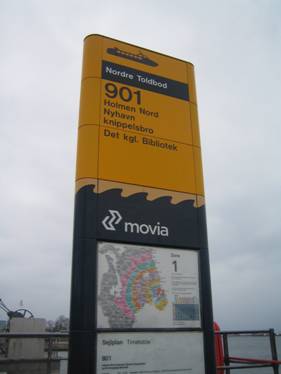 Nordre Toldbod
901
Holmen Nord
Nyhavn
knippelsbro
Det kgl. Bibliotek
movia
Zone
1
Sejlplan Timetable
901